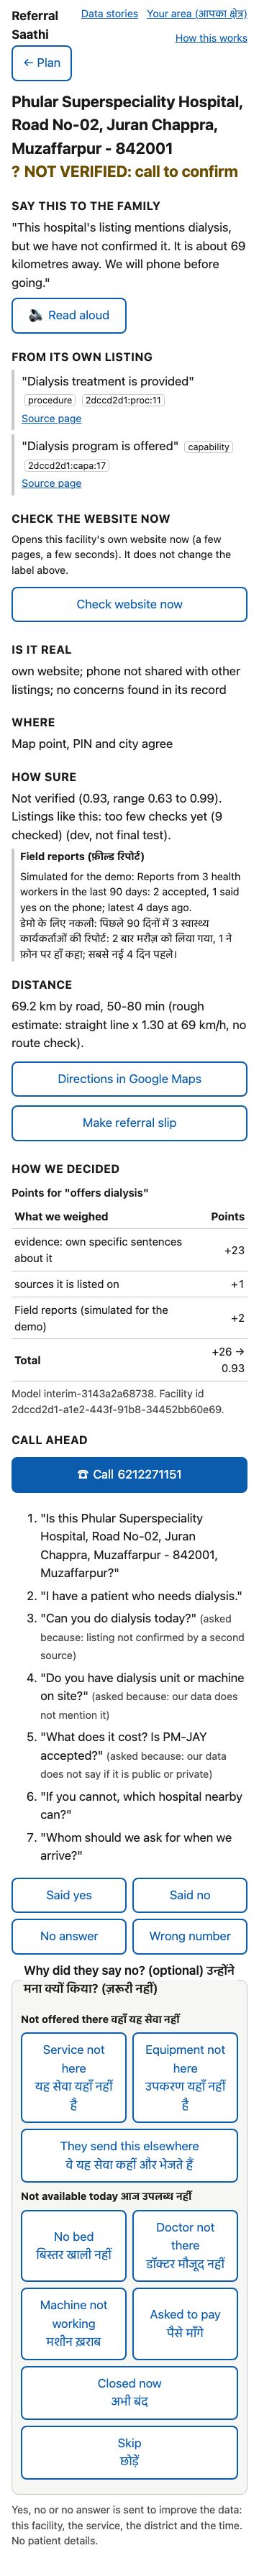 Referral
Saathi
Data stories
Your area (आपका क्षेत्र)
How this works
← Plan
Phular Superspeciality Hospital,
Road No-02, Juran Chappra,
Muzaffarpur - 842001
? NOT VERIFIED: call to confirm
SAY THIS TO THE FAMILY
"This hospital's listing mentions dialysis,
but we have not confirmed it. It is about 69
kilometres away. We will phone before
going."
🔊 Read aloud
FROM ITS OWN LISTING
"Dialysis treatment is provided"
procedure 2dccd2d1:proc:11
Source page
"Dialysis program is offered" capability
2dccd2d1:capa:17
Source page
CHECK THE WEBSITE NOW
Opens this facility's own website now (a few
pages, a few seconds). It does not change the
label above.
Check website now
IS IT REAL
own website; phone not shared with other
listings; no concerns found in its record
WHERE
Map point, PIN and city agree
HOW SURE
Not verified (0.93, range 0.63 to 0.99).
Listings like this: too few checks yet (9
checked) (dev, not final test).
Field reports (फ़ील्ड रिपोर्ट)
Simulated for the demo: Reports from 3 health
workers in the last 90 days: 2 accepted, 1 said
yes on the phone; latest 4 days ago.
डेमो के लिए नकली: पिछले 90 दिनों में 3 स्वास्थ्य
कार्यकर्ताओं की रिपोर्ट: 2 बार मरीज़ को लिया गया, 1 ने
फ़ोन पर हाँ कहा; सबसे नई 4 दिन पहले।
DISTANCE
69.2 km by road, 50-80 min (rough
estimate: straight line x 1.30 at 69 km/h, no
route check).
Directions in Google Maps
Make referral slip
HOW WE DECIDED
Points for "offers dialysis"
What we weighed Points
evidence: own specific sentences
about it +23
sources it is listed on +1
Field reports (simulated for the
demo) +2
Total +26 →
0.93
Model interim-3143a2a68738. Facility id
2dccd2d1-a1e2-443f-91b8-34452bb60e69.
CALL AHEAD
☎ Call 6212271151
1. "Is this Phular Superspeciality
Hospital, Road No-02, Juran
Chappra, Muzaffarpur - 842001,
Muzaffarpur?"
2. "I have a patient who needs dialysis."
3. "Can you do dialysis today?" (asked
because: listing not confirmed by a second
source)
4. "Do you have dialysis unit or machine
on site?" (asked because: our data does
not mention it)
5. "What does it cost? Is PM-JAY
accepted?" (asked because: our data
does not say if it is public or private)
6. "If you cannot, which hospital nearby
can?"
7. "Whom should we ask for when we
arrive?"
Said yes
Said no
No answer
Wrong number
Why did they say no? (optional) उन्होंने
मना क्यों किया? (ज़रूरी नहीं)
Not offered there वहाँ यह सेवा नहीं
Service not
here
यह सेवा यहाँ नहीं
है
Equipment not
here
उपकरण यहाँ नहीं
है
They send this elsewhere
वे यह सेवा कहीं और भेजते हैं
Not available today आज उपलब्ध नहीं
No bed
बिस्तर खाली नहीं
Doctor not
there
डॉक्टर मौजूद नहीं
Machine not
working
मशीन ख़राब
Asked to pay
पैसे माँगे
Closed now
अभी बंद
Skip
छोड़ें
Yes, no or no answer is sent to improve the data:
this facility, the service, the district and the time.
No patient details.